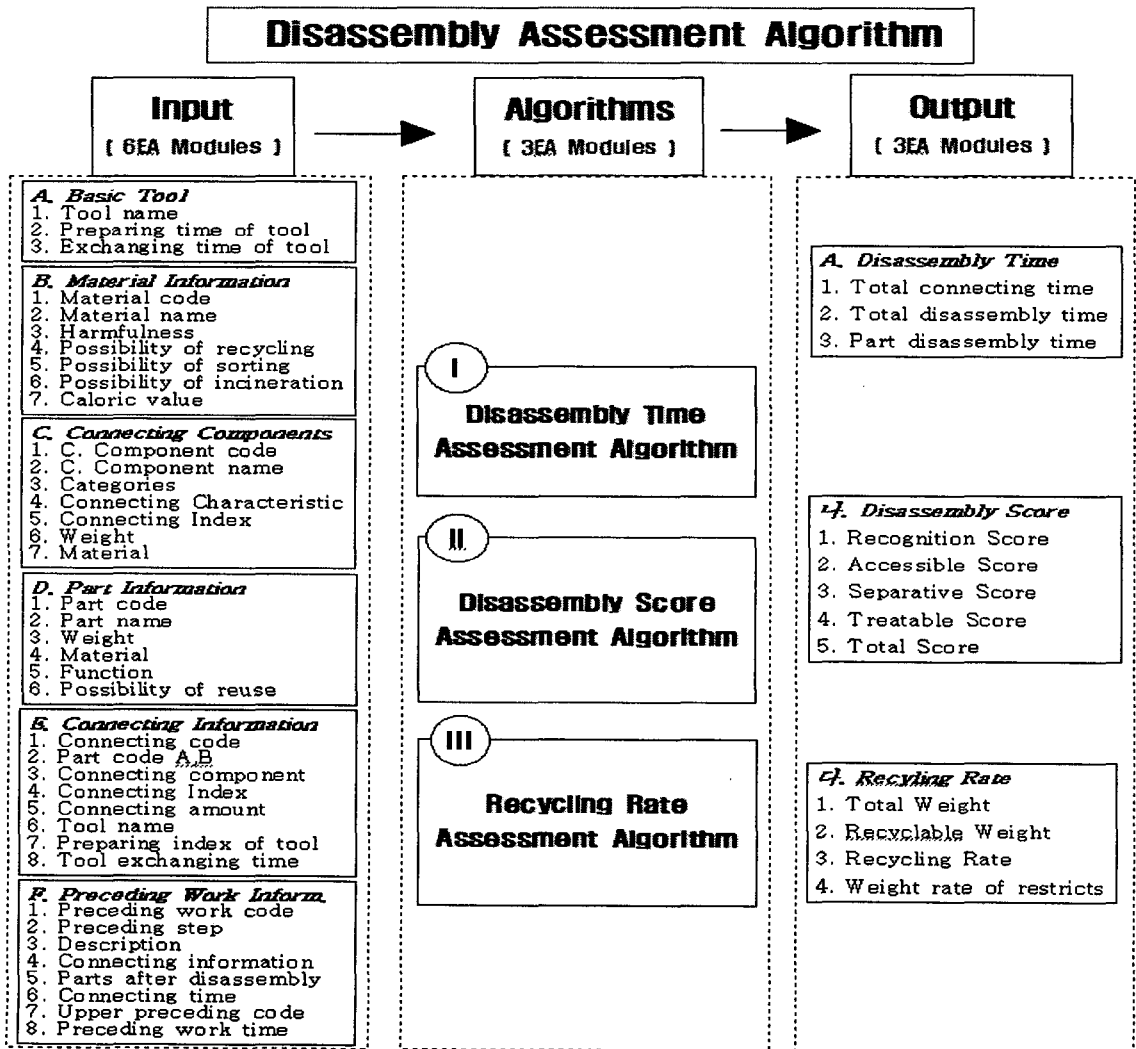 Disassembly Assessment Algorithm
Input
( 6EA Modules )
A. Basic Tool
1. Tool name
2. Preparing time of tool
3. Exchanging time of tool
B. Material Information
1. Material code
2. Material name
3. Harmfulness
4. Possibility of recycling
5. Possibility of sorting
6. Possibility of incineration
7. Caloric value
C. Connecting Components
1. C. Component code
2. C. Component name
3. Categories
4. Connecting Characteristic
5. Connecting Index
6. Weight
7. Material
D. Part Information
1. Part code
2. Part name
3. Weight
4. Material
5. Function
6. Possibility of reuse
E. Connecting Information
1. Connecting code
2. Part code A,B
3. Connecting component
4. Connecting Index
5. Connecting amount
6. Tool name
7. Preparing index of tool
8. Tool exchanging time
F. Preceding Work Inform.
1. Preceding work code
2. Preceding step
3. Description
4. Connecting information
5. Parts after disassembly
6. Connecting time
7. Upper preceding code
8. Preceding work time
Algorithms
( 3EA Modules )
I
Disassembly Time
Assessment Algorithm
II
Disassembly Score
Assessment Algorithm
III
Recycling Rate
Assessment Algorithm
Output
( 3EA Modules )
A. Disassembly Time
1. Total connecting time
2. Total disassembly time
3. Part disassembly time
나. Disassembly Score
1. Recognition Score
2. Accessible Score
3. Separative Score
4. Treatable Score
5. Total Score
다. Recyling Rate
1. Total Weight
2. Recyclable Weight
3. Recycling Rate
4. Weight rate of restricts